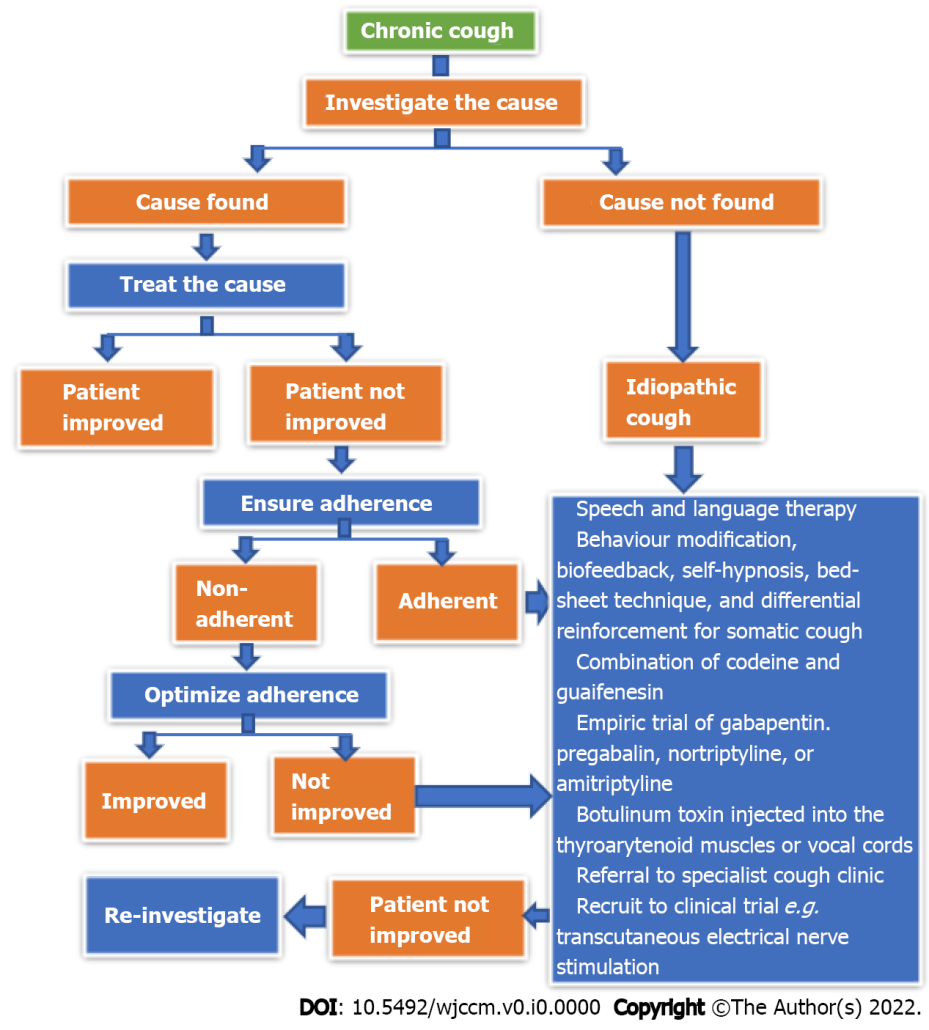 Chronic cough
Investigate the cause
Cause found
Cause not found
Treat the cause
Patient
improved
Patient not
improved
Idiopathic
cough
Ensure adherence
Non-
adherent
Adherent
Optimize adherence
Improved
Not
improved
Speech and language therapy
Behaviour modification,
biofeedback, self-hypnosis, bed-
sheet technique, and differential
reinforcement for somatic cough
Combination of codeine and
guaifenesin
Empiric trial of gabapentin.
pregabalin, nortriptyline, or
amitriptyline
Botulinum toxin injected into the
thyroarytenoid muscles or vocal cords
Referral to specialist cough clinic
Recruit to clinical trial e.g.
transcutaneous electrical nerve
stimulation
Patient not
improved
Re-investigate
DOI: 10.5492/wjccm.v0.i0.0000 Copyright ©The Author(s) 2022.